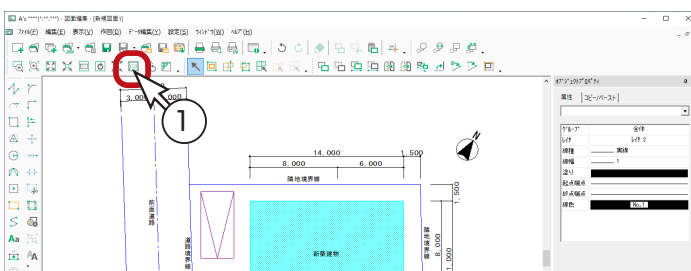 A's ****(*.**.***) - 図面編集 - [新規図面1]
ファイル(F) 編集(E) 表示(V) 作図(D) データ編集(Y) 設定(S) ウィンドウ(W) ヘルプ(H)
オブジェクトプロパティ
属性 コピー/ペースト
グループ 全体
レイヤ レイヤ 2
線種 実線
線幅 1
塗り
起点端点
終点端点
線色 No.1
Aa
3,000
000
1
N
14,000 1,500
8,000 6,000
隣地境界線
1,500
前面道路
道路境界線
新築建物
隣地境界線
8,000
1,000